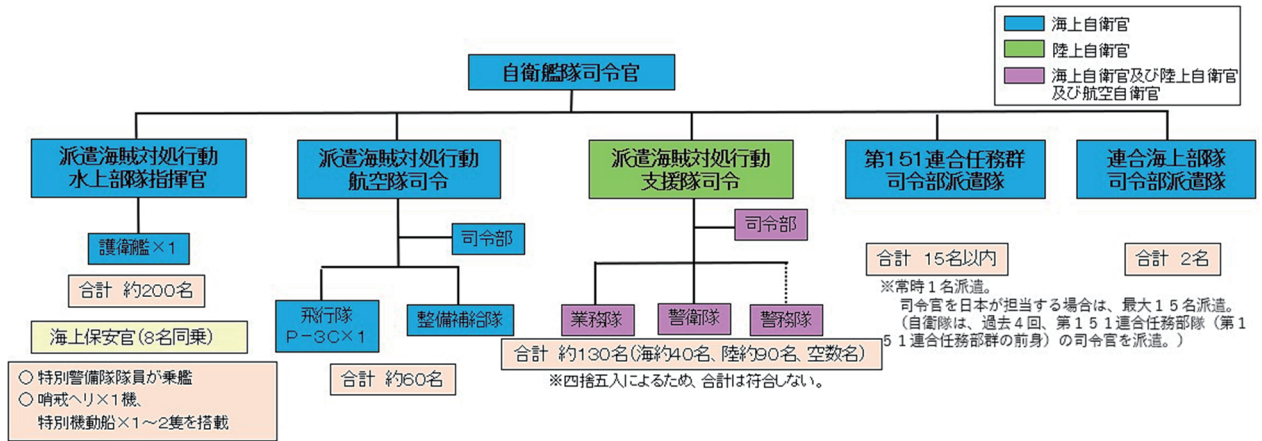 海上自衛官
陸上自衛官
海上自衛官及び陸上自衛官
及び航空自衛官
自衛艦隊司令官
派遣海賊対処行動
水上部隊指揮官
派遣海賊対処行動
航空隊司令
派遣海賊対処行動
支援隊司令
第151連合任務群
司令部派遣隊
連合海上部隊
司令部派遣隊
護衛艦×1
合計 約200名
海上保安官(8名同乗)
○ 特別警備隊隊員が乗艦
○ 哨戒ヘリ×1機、
特別機動船×1～2隻を搭載
司令部
飛行隊
P-3C×1
整備補給隊
合計 約60名
司令部
業務隊
警衛隊
警務隊
合計 約130名(海約40名、陸約90名、空数名)
※四捨五入によるため、合計は符合しない。
合計 15名以内
※常時１名派遣。
司令官を日本が担当する場合は、最大１５名派遣。
（自衛隊は、過去４回、第１５１連合任務部隊（第１
５１連合任務部群の前身）の司令官を派遣。）
合計 2名